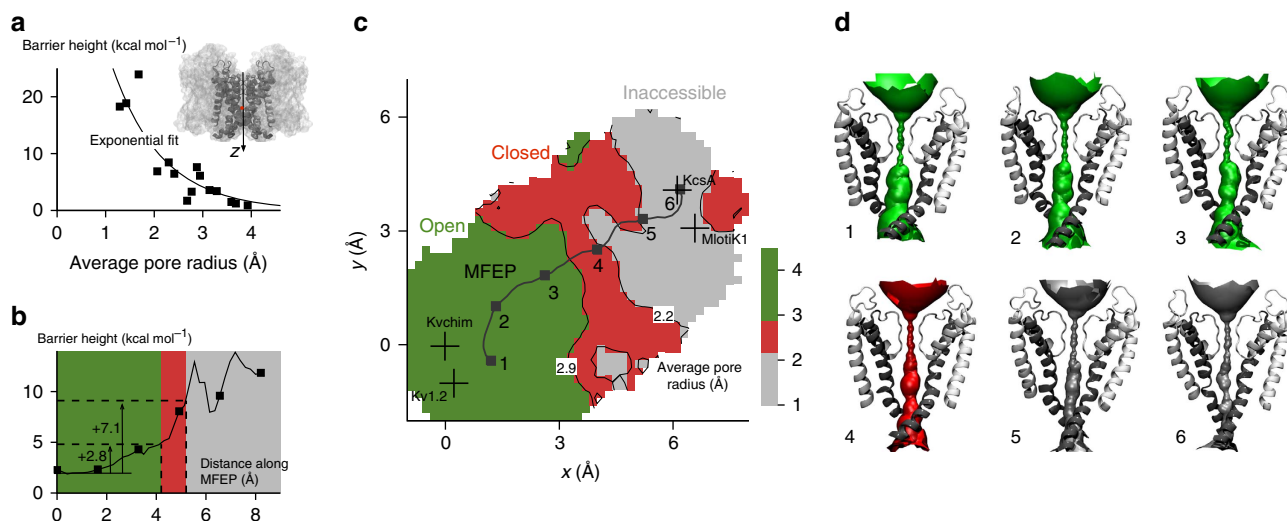 a
Barrier height (kcal mol⁻¹)
20
10
0
Exponential fit
z
0 1 2 3 4
Average pore radius (Å)
b
Barrier height (kcal mol⁻¹)
10
5
0
+7.1
+2.8
Distance along
MFEP (Å)
0 2 4 6 8
c
6
3
0
y (Å)
Inaccessible
Closed
Open
MFEP
KcsA
MlotiK1
Kvchim
Kv1.2
1
2
3
4
5
6
2.2
2.9
Average pore
radius (Å)
4
3
2
1
0 3 6
x (Å)
d
1 2 3
4 5 6